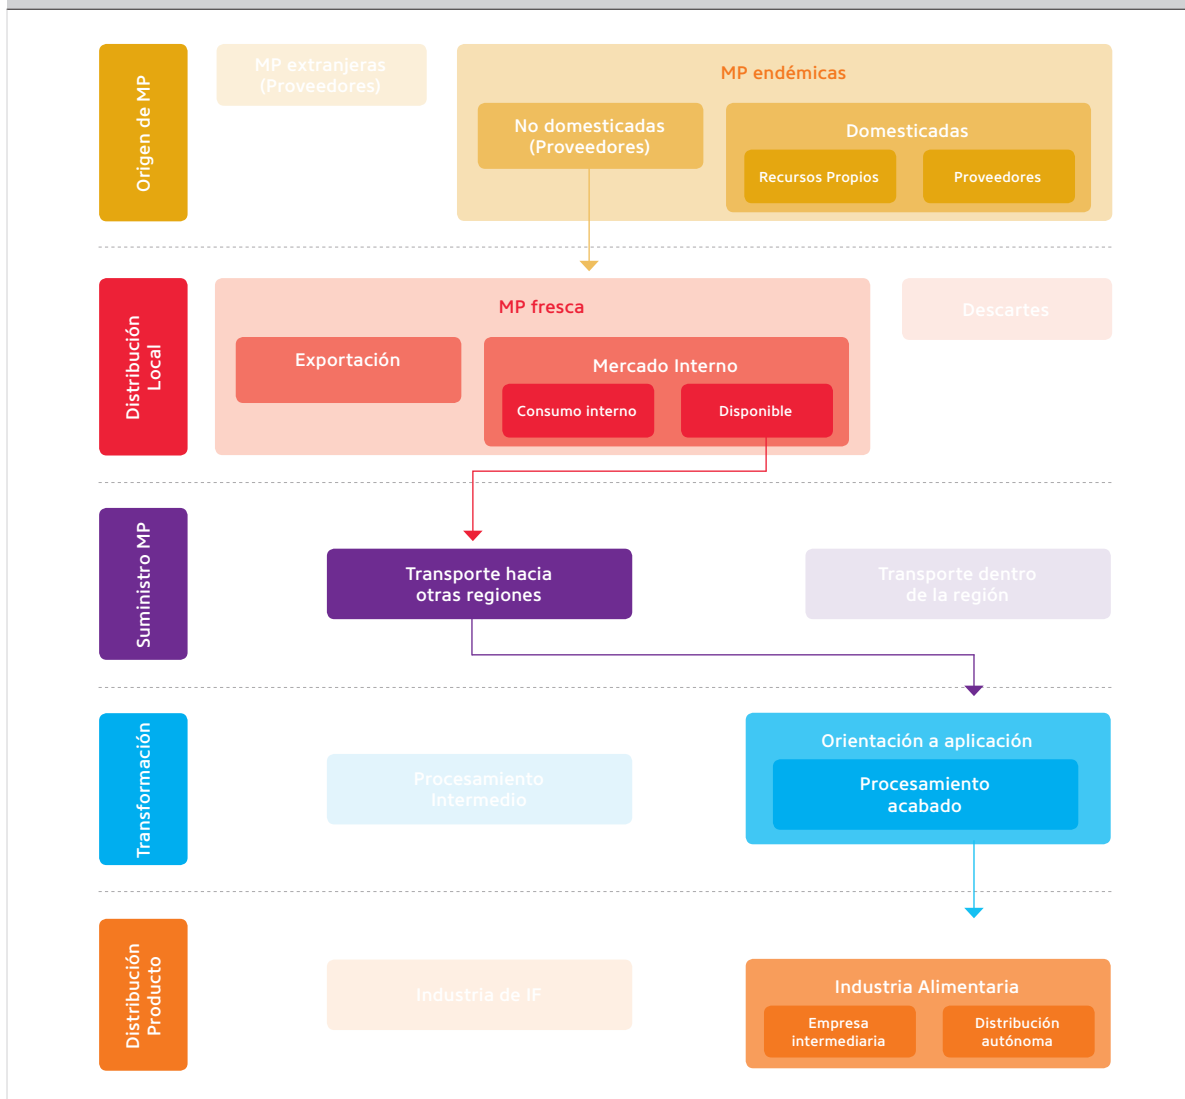 Origen de MP
MP extranjeras
(Proveedores)
MP endémicas
No domesticadas
(Proveedores)
Domesticadas
Recursos Propios
Proveedores
Distribución
Local
MP fresca
Descartes
Exportación
Mercado Interno
Consumo interno
Disponible
Suministro MP
Transporte hacia
otras regiones
Transporte dentro
de la región
Transformación
Procesamiento
Intermedio
Orientación a aplicación
Procesamiento
acabado
Distribución
Producto
Industria de IF
Industria Alimentaria
Empresa
intermediaria
Distribución
autónoma